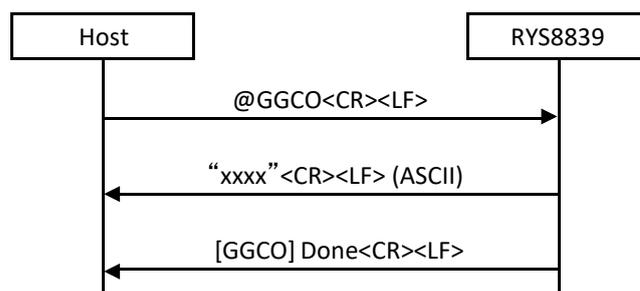 Host
RYS8839
@GGCO<CR><LF>
“xxxx”<CR><LF> (ASCII)
[GGCO] Done<CR><LF>